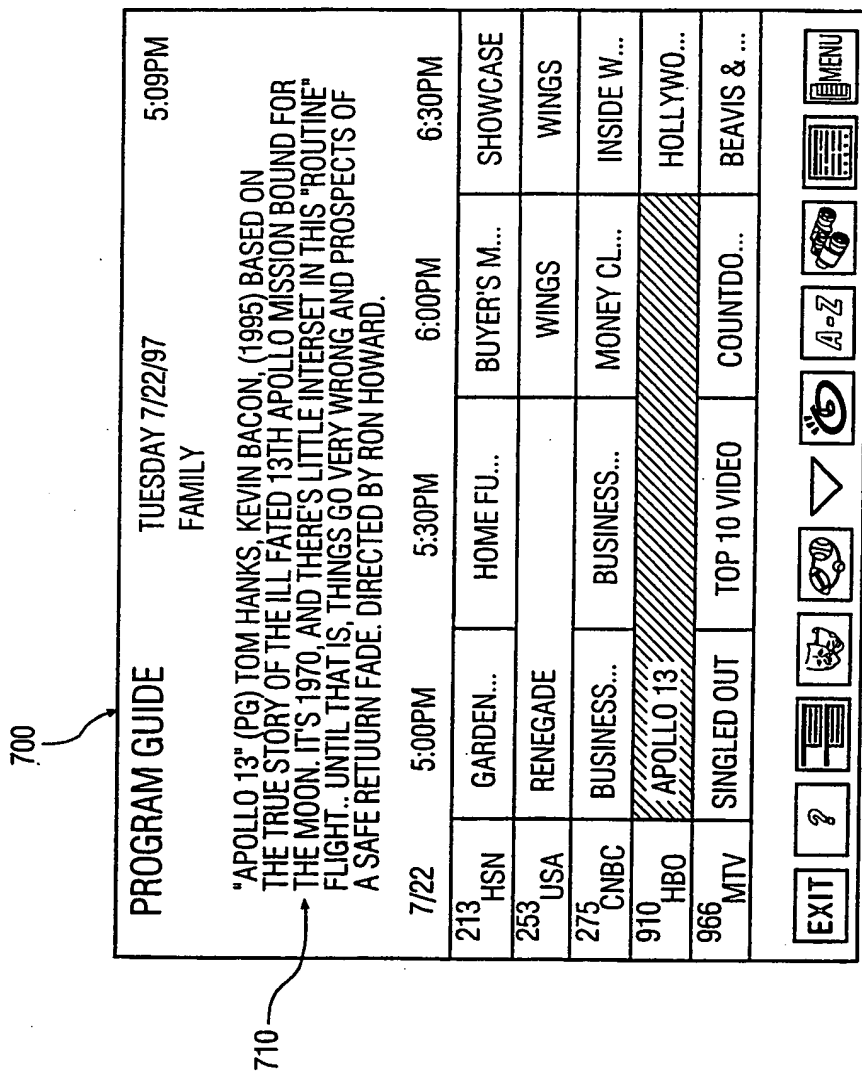 700
PROGRAM GUIDE TUESDAY 7/22/97 5:09PM
FAMILY
"APOLLO 13" (PG) TOM HANKS, KEVIN BACON, (1995) BASED ON
THE TRUE STORY OF THE ILL FATED 13TH APOLLO MISSION BOUND FOR
THE MOON. IT'S 1970, AND THERE'S LITTLE INTERSET IN THIS "ROUTINE"
FLIGHT.. UNTIL THAT IS, THINGS GO VERY WRONG AND PROSPECTS OF
A SAFE RETUURN FADE. DIRECTED BY RON HOWARD.
710
7/22 5:00PM 5:30PM 6:00PM 6:30PM
213 HSN GARDEN... HOME FU... BUYER'S M... SHOWCASE
253 USA RENEGADE WINGS WINGS
275 CNBC BUSINESS... BUSINESS... MONEY CL... INSIDE W...
910 HBO APOLLO 13 HOLLYWO...
966 MTV SINGLED OUT TOP 10 VIDEO COUNTDO... BEAVIS & ...
EXIT ? A-Z MENU